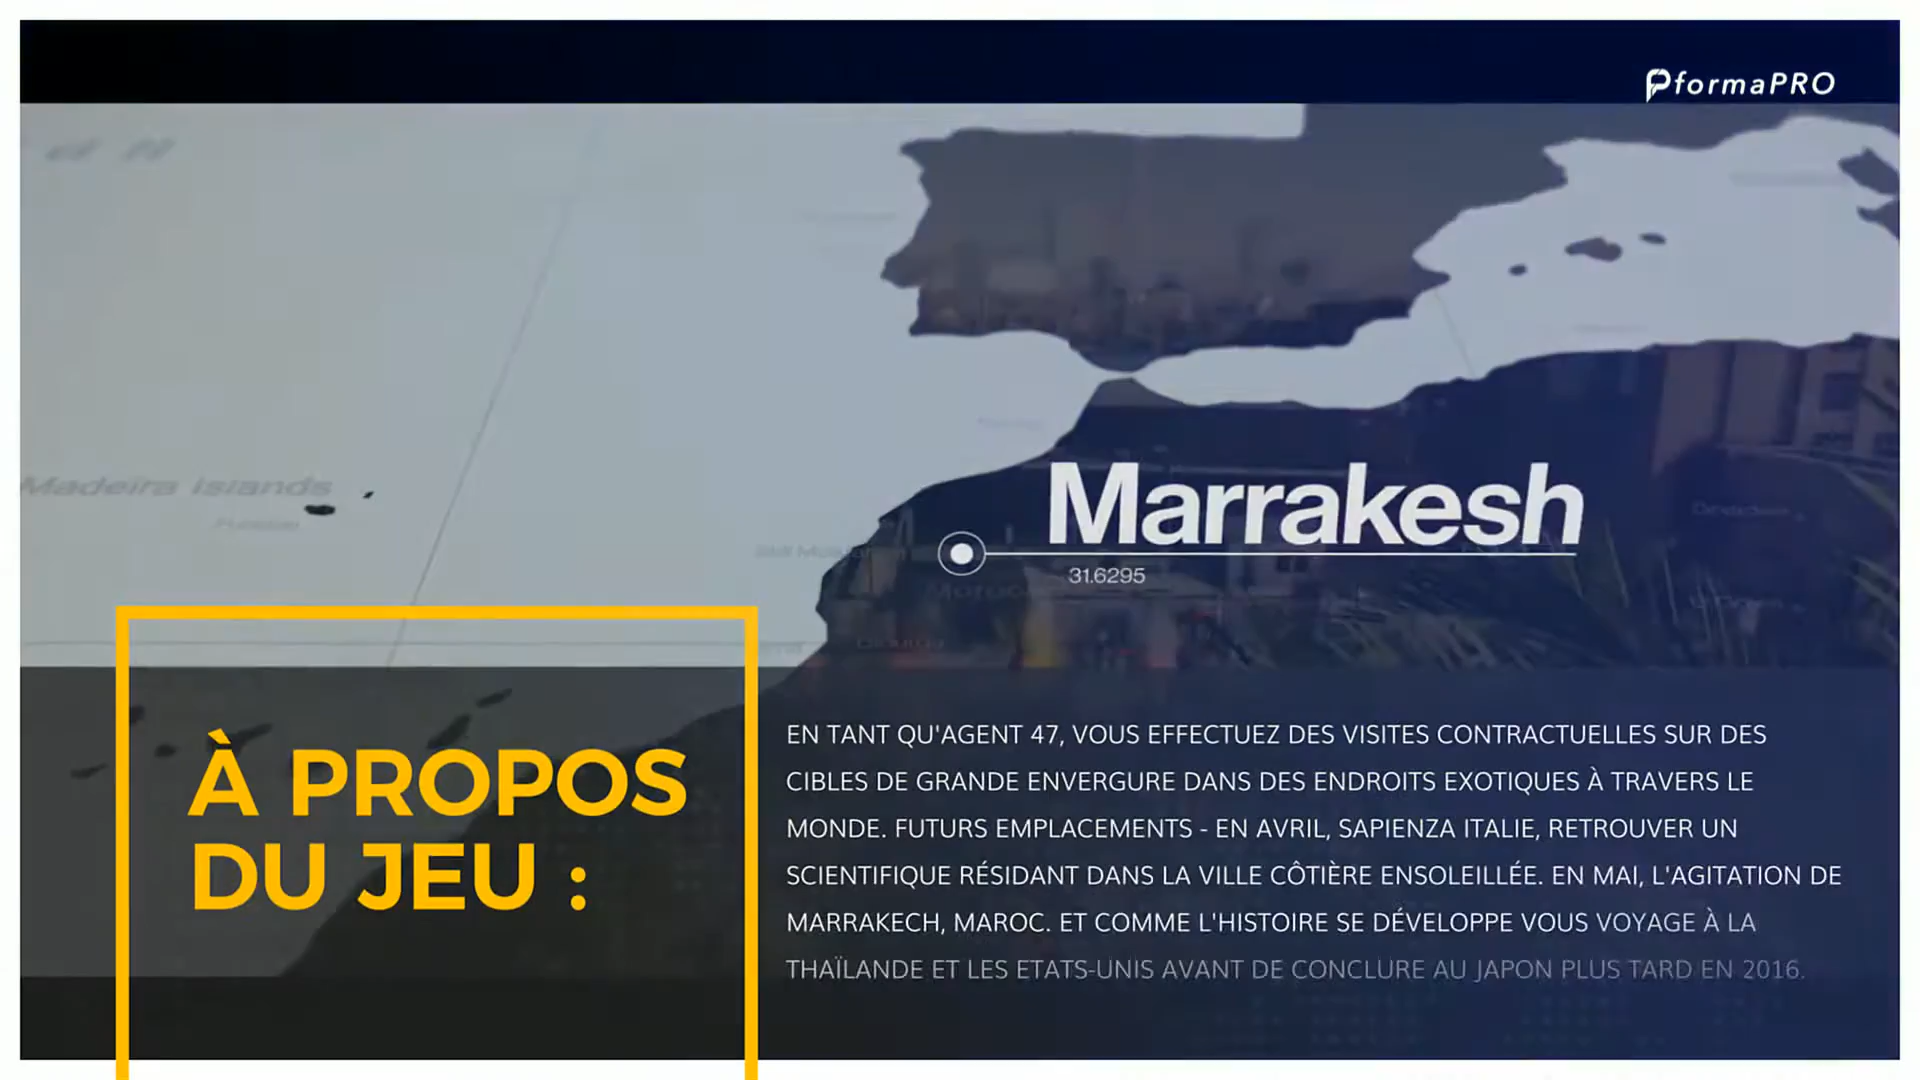 PformaPRO
Madeira Islands
Funchal
Marrakesh
31.6295
Morocco
À PROPOS
DU JEU :
EN TANT QU'AGENT 47, VOUS EFFECTUEZ DES VISITES CONTRACTUELLES SUR DES
CIBLES DE GRANDE ENVERGURE DANS DES ENDROITS EXOTIQUES À TRAVERS LE
MONDE. FUTURS EMPLACEMENTS - EN AVRIL, SAPIENZA ITALIE, RETROUVER UN
SCIENTIFIQUE RÉSIDANT DANS LA VILLE CÔTIÈRE ENSOLEILLÉE. EN MAI, L'AGITATION DE
MARRAKECH, MAROC. ET COMME L'HISTOIRE SE DÉVELOPPE VOUS VOYAGE À LA
THAÏLANDE ET LES ETATS-UNIS AVANT DE CONCLURE AU JAPON PLUS TARD EN 2016.